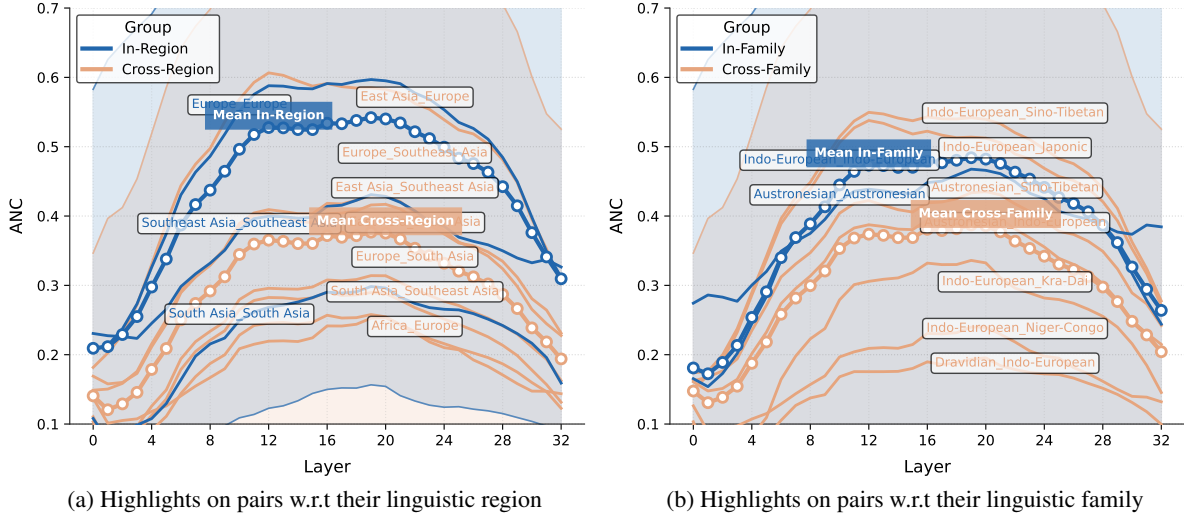 0.7
0.6
0.5
0.4
0.3
0.2
0.1
ANC
0 4 8 12 16 20 24 28 32
Layer
Group
In-Region
Cross-Region
Europe_Europe
Mean In-Region
East Asia_Europe
Europe_Southeast Asia
East Asia_Southeast Asia
Southeast Asia_Southeast
Mean Cross-Region
Europe_South Asia
South Asia_Southeast Asia
South Asia_South Asia
Africa_Europe
(a) Highlights on pairs w.r.t their linguistic region
0.7
0.6
0.5
0.4
0.3
0.2
0.1
ANC
0 4 8 12 16 20 24 28 32
Layer
Group
In-Family
Cross-Family
Indo-European_Sino-Tibetan
Mean In-Family
Indo-European_Japonic
Indo-European_Indo-European
Austronesian_Sino-Tibetan
Austronesian_Austronesian
Mean Cross-Family
Indo-European_Kra-Dai
Indo-European_Niger-Congo
Dravidian_Indo-European
(b) Highlights on pairs w.r.t their linguistic family